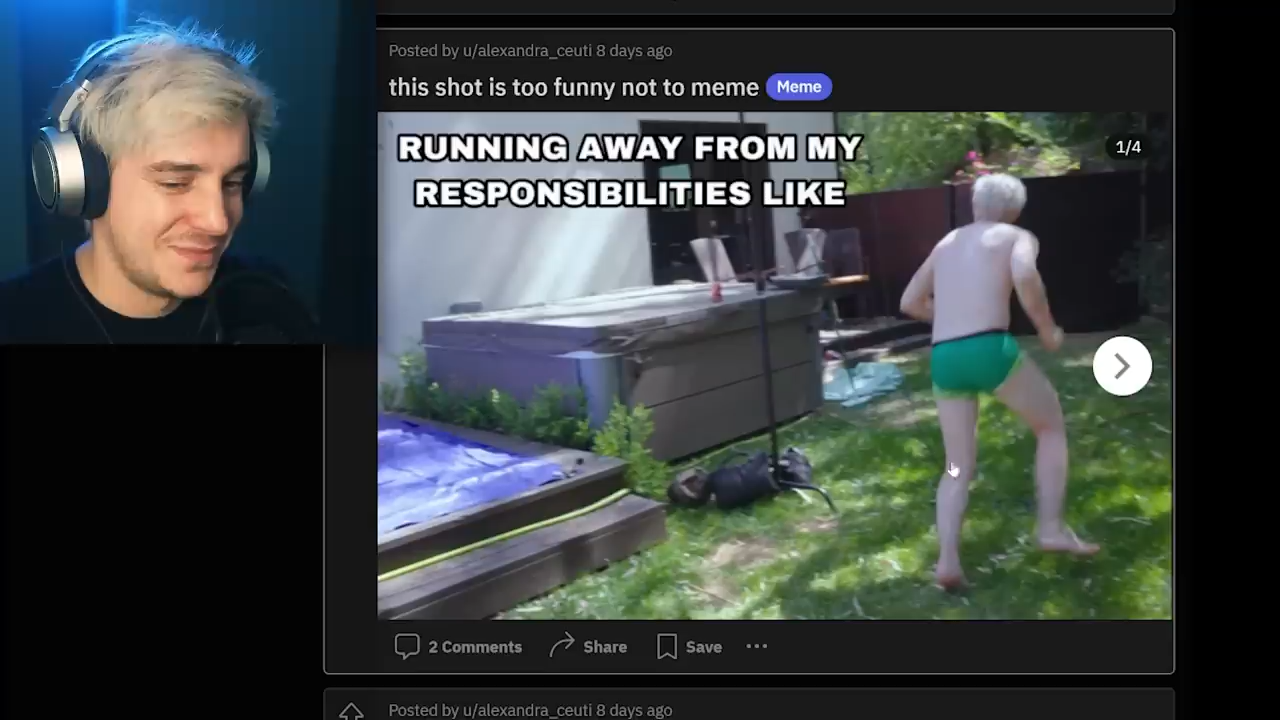 Posted by u/alexandra_ceuti 8 days ago
this shot is too funny not to meme Meme
RUNNING AWAY FROM MY
RESPONSIBILITIES LIKE
1/4
2 Comments Share Save
Posted by u/alexandra_ceuti 8 days ago